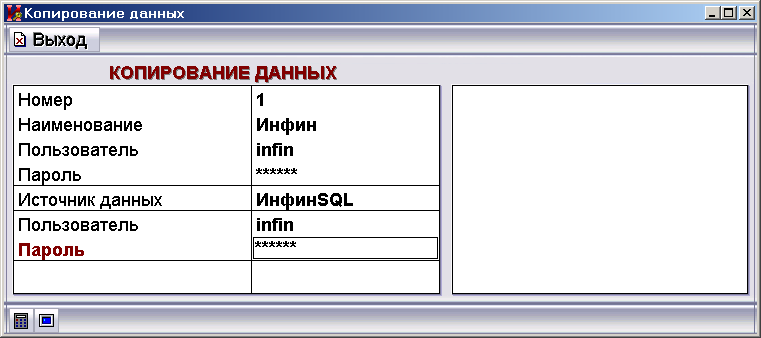 Копирование данных
Выход
КОПИРОВАНИЕ ДАННЫХ
Номер 1
Наименование Инфин
Пользователь infin
Пароль ******
Источник данных ИнфинSQL
Пользователь infin
Пароль ******